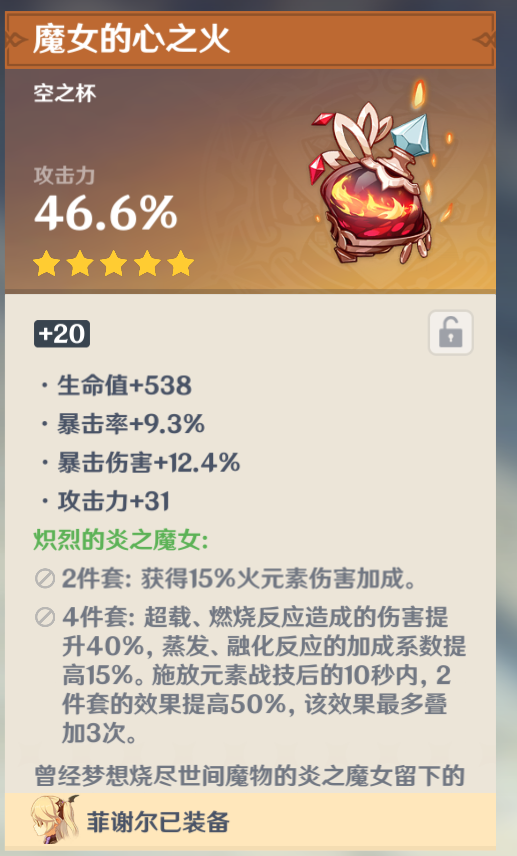 魔女的心之火
空之杯
攻击力
46.6%
+20
·生命值+538
·暴击率+9.3%
·暴击伤害+12.4%
·攻击力+31
炽烈的炎之魔女:
2件套: 获得15%火元素伤害加成。
4件套: 超载、燃烧反应造成的伤害提
升40%, 蒸发、融化反应的加成系数提
高15%。施放元素战技后的10秒内, 2
件套的效果提高50%, 该效果最多叠
加3次。
曾经梦想烧尽世间魔物的炎之魔女留下的
菲谢尔已装备